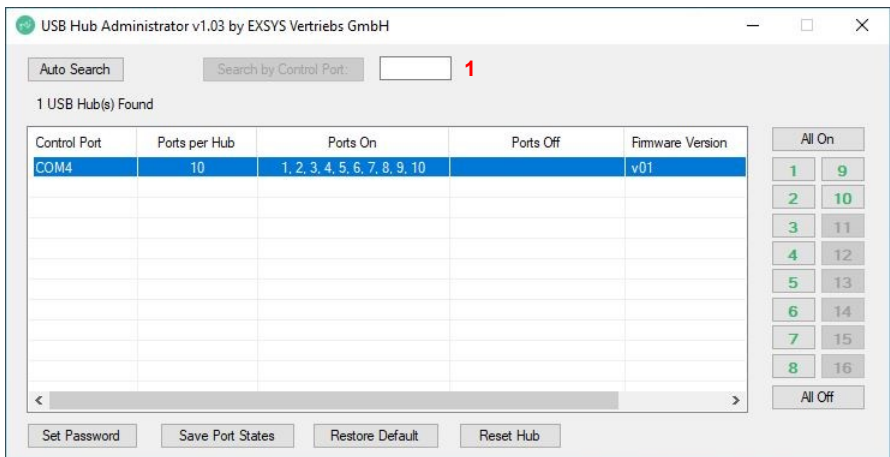 USB Hub Administrator v1.03 by EXSYS Vertriebs GmbH
Auto Search Search by Control Port: 1
1 USB Hub(s) Found
Control Port Ports per Hub Ports On Ports Off Firmware Version All On
COM4 10 1, 2, 3, 4, 5, 6, 7, 8, 9, 10 v01
1 9
2 10
3 11
4 12
5 13
6 14
7 15
8 16
All Off
Set Password Save Port States Restore Default Reset Hub